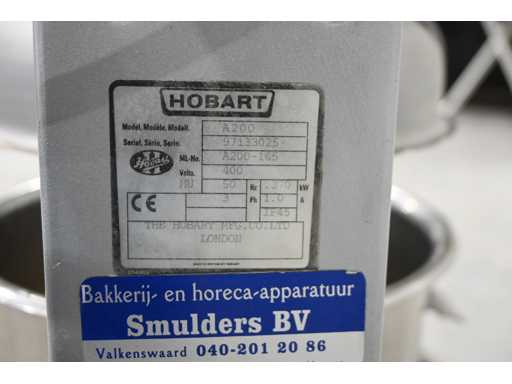 HOBART
Model, Modèle, Modell. A200
Serial, Série, Serie. 97133025
Hobart
ML-No. A200-165
Volts. 400
50 Hz .370 kW
3 Ph 1.0 A
CE IP45
THE HOBART MFG.CO.LTD
LONDON
Bakkerij- en horeca-apparatuur
Smulders BV
Valkenswaard 040-201 20 86